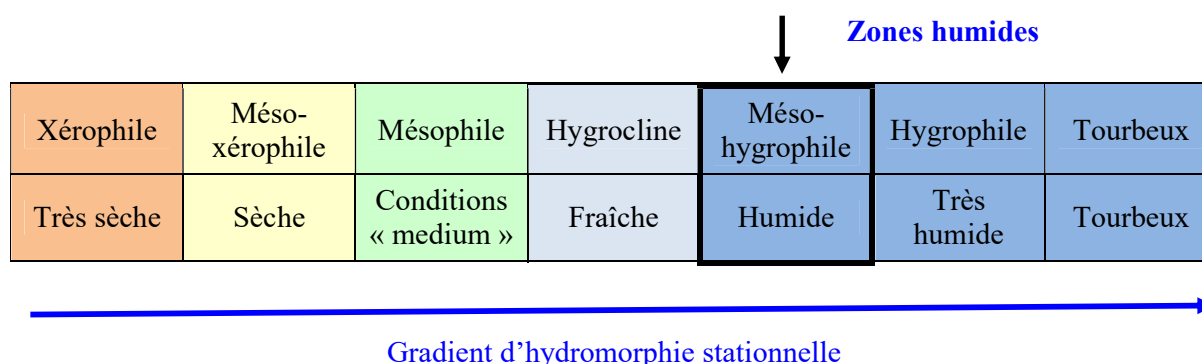 Zones humides
Xérophile
Méso-
xérophile
Mésophile
Hygrocline
Méso-
hygrophile
Hygrophile
Tourbeux
Très sèche
Sèche
Conditions
« medium »
Fraîche
Humide
Très
humide
Tourbeux
Gradient d’hydromorphie stationnelle